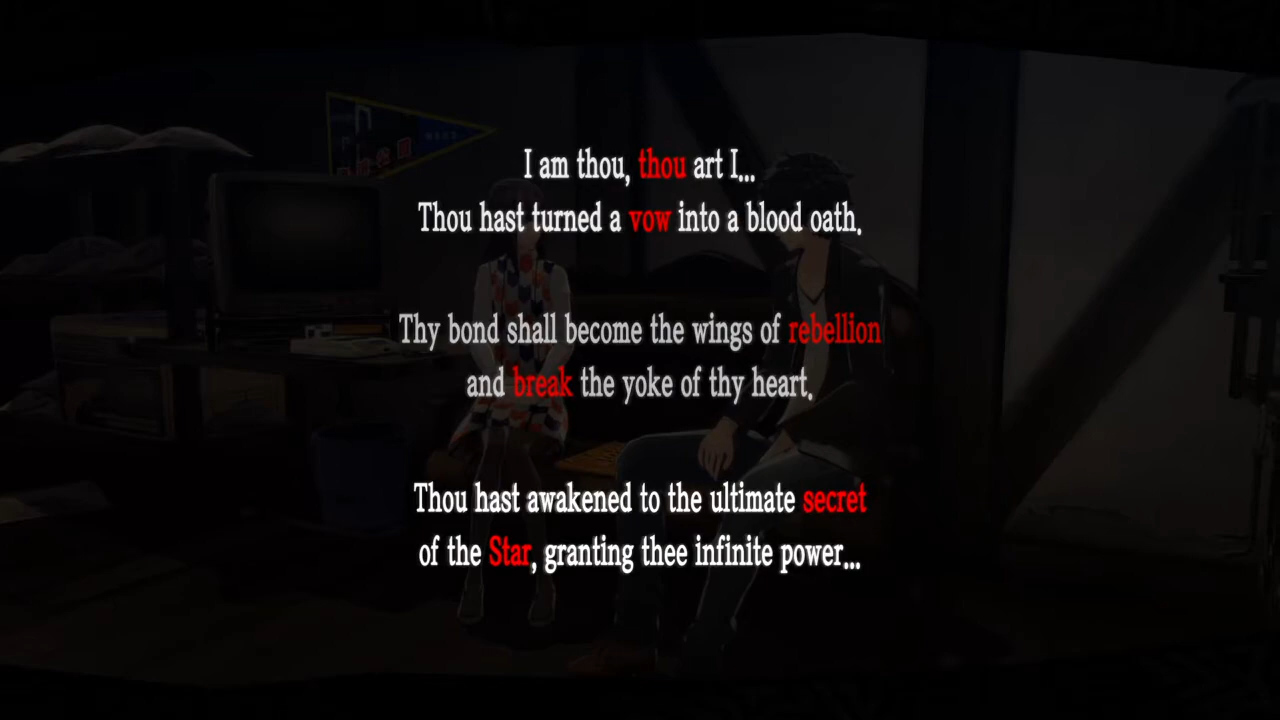 I am thou, thou art I...
Thou hast turned a vow into a blood oath.
Thy bond shall become the wings of rebellion
and break the yoke of thy heart.
Thou hast awakened to the ultimate secret
of the Star, granting thee infinite power...